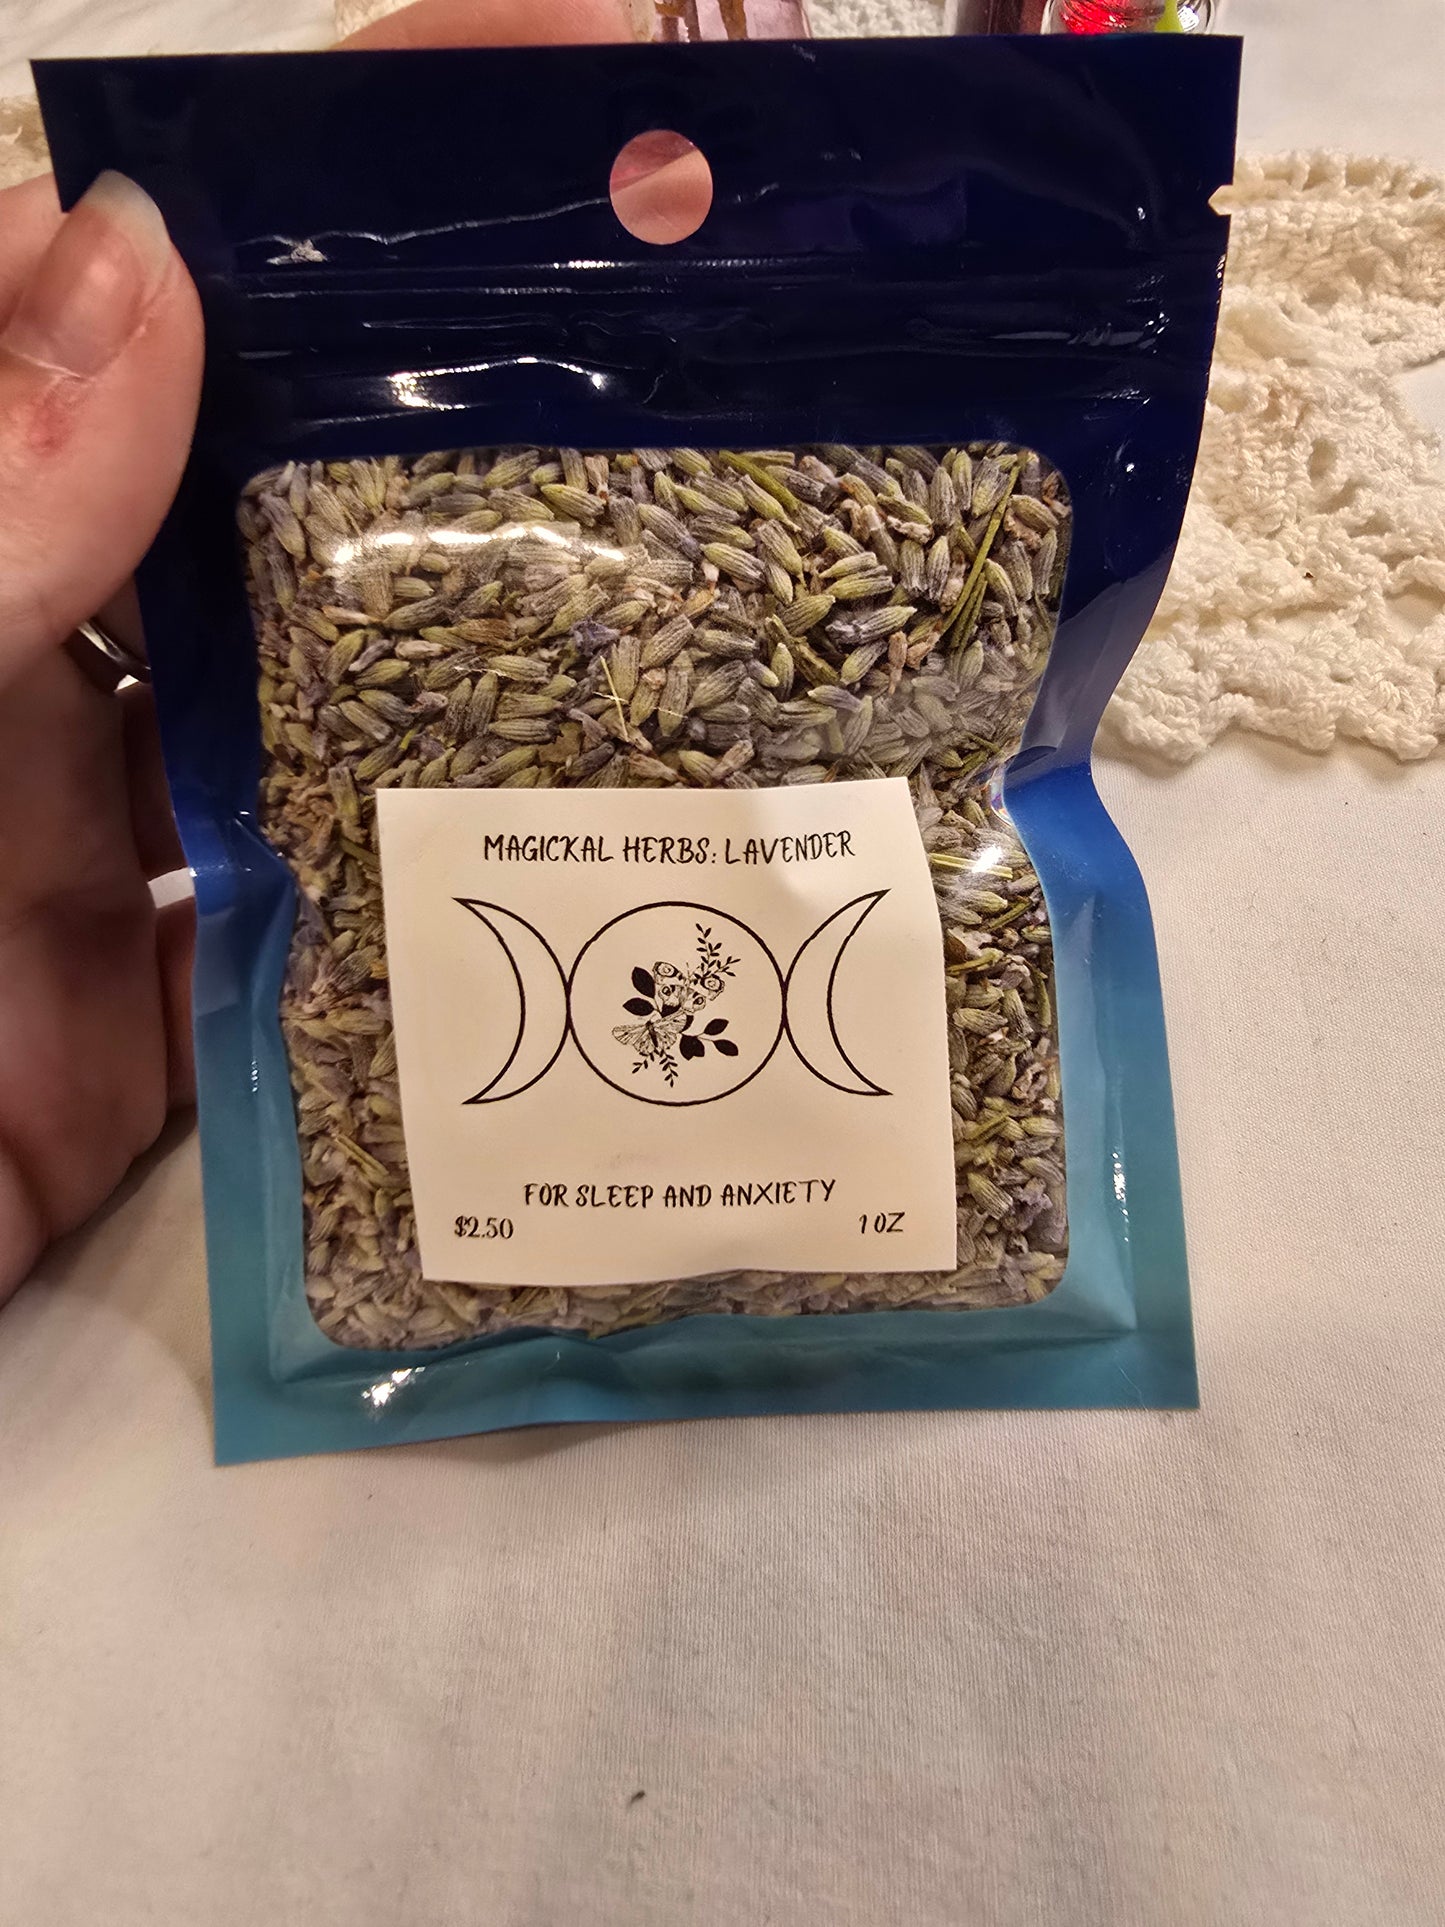 MAGICKAL HERBS: LAVENDER
FOR SLEEP AND ANXIETY
$2.50 1 OZ